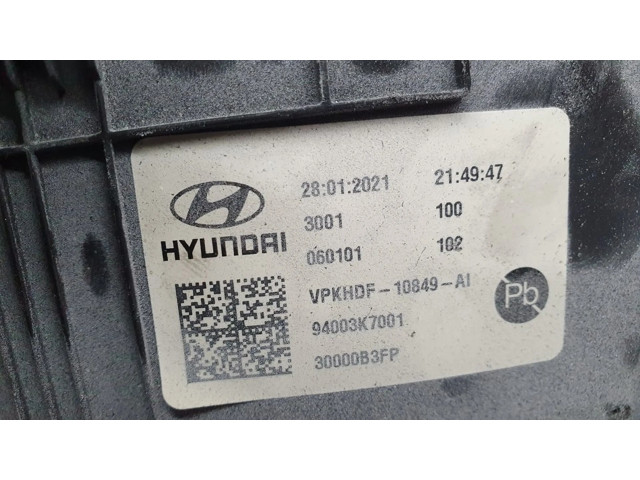 28:01:2021 21:49:47
3001 100
060101 102
HYUNDAI
VPKHDF-10849-AI
94003K7001
30000B3FP
Pb